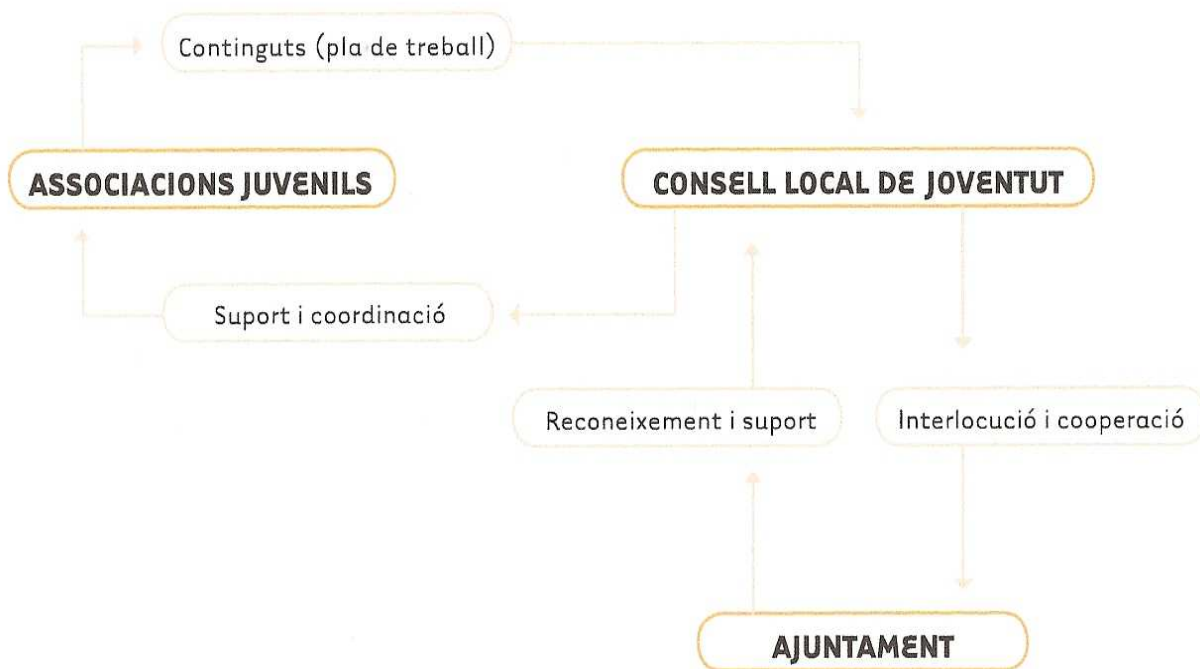 Continguts (pla de treball)
ASSOCIACIONS JUVENILS
CONSELL LOCAL DE JOVENTUT
Suport i coordinació
Reconeixement i suport
Interlocució i cooperació
AJUNTAMENT